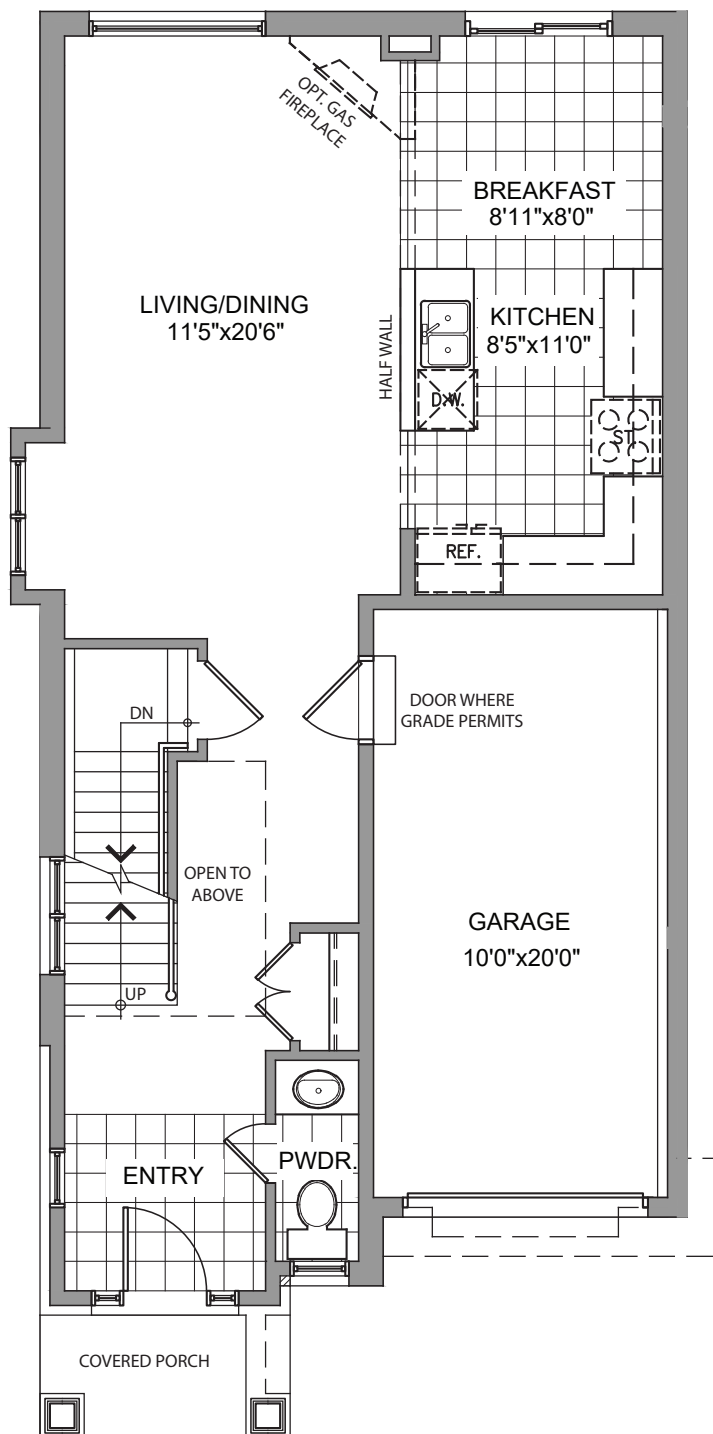 OPT. GAS
FIREPLACE
BREAKFAST
8'11"x8'0"
LIVING/DINING
11'5"x20'6"
HALF WALL
KITCHEN
8'5"x11'0"
D.W.
ST.
REF.
DN
DOOR WHERE
GRADE PERMITS
OPEN TO
ABOVE
GARAGE
10'0"x20'0"
UP
ENTRY
PWDR.
COVERED PORCH